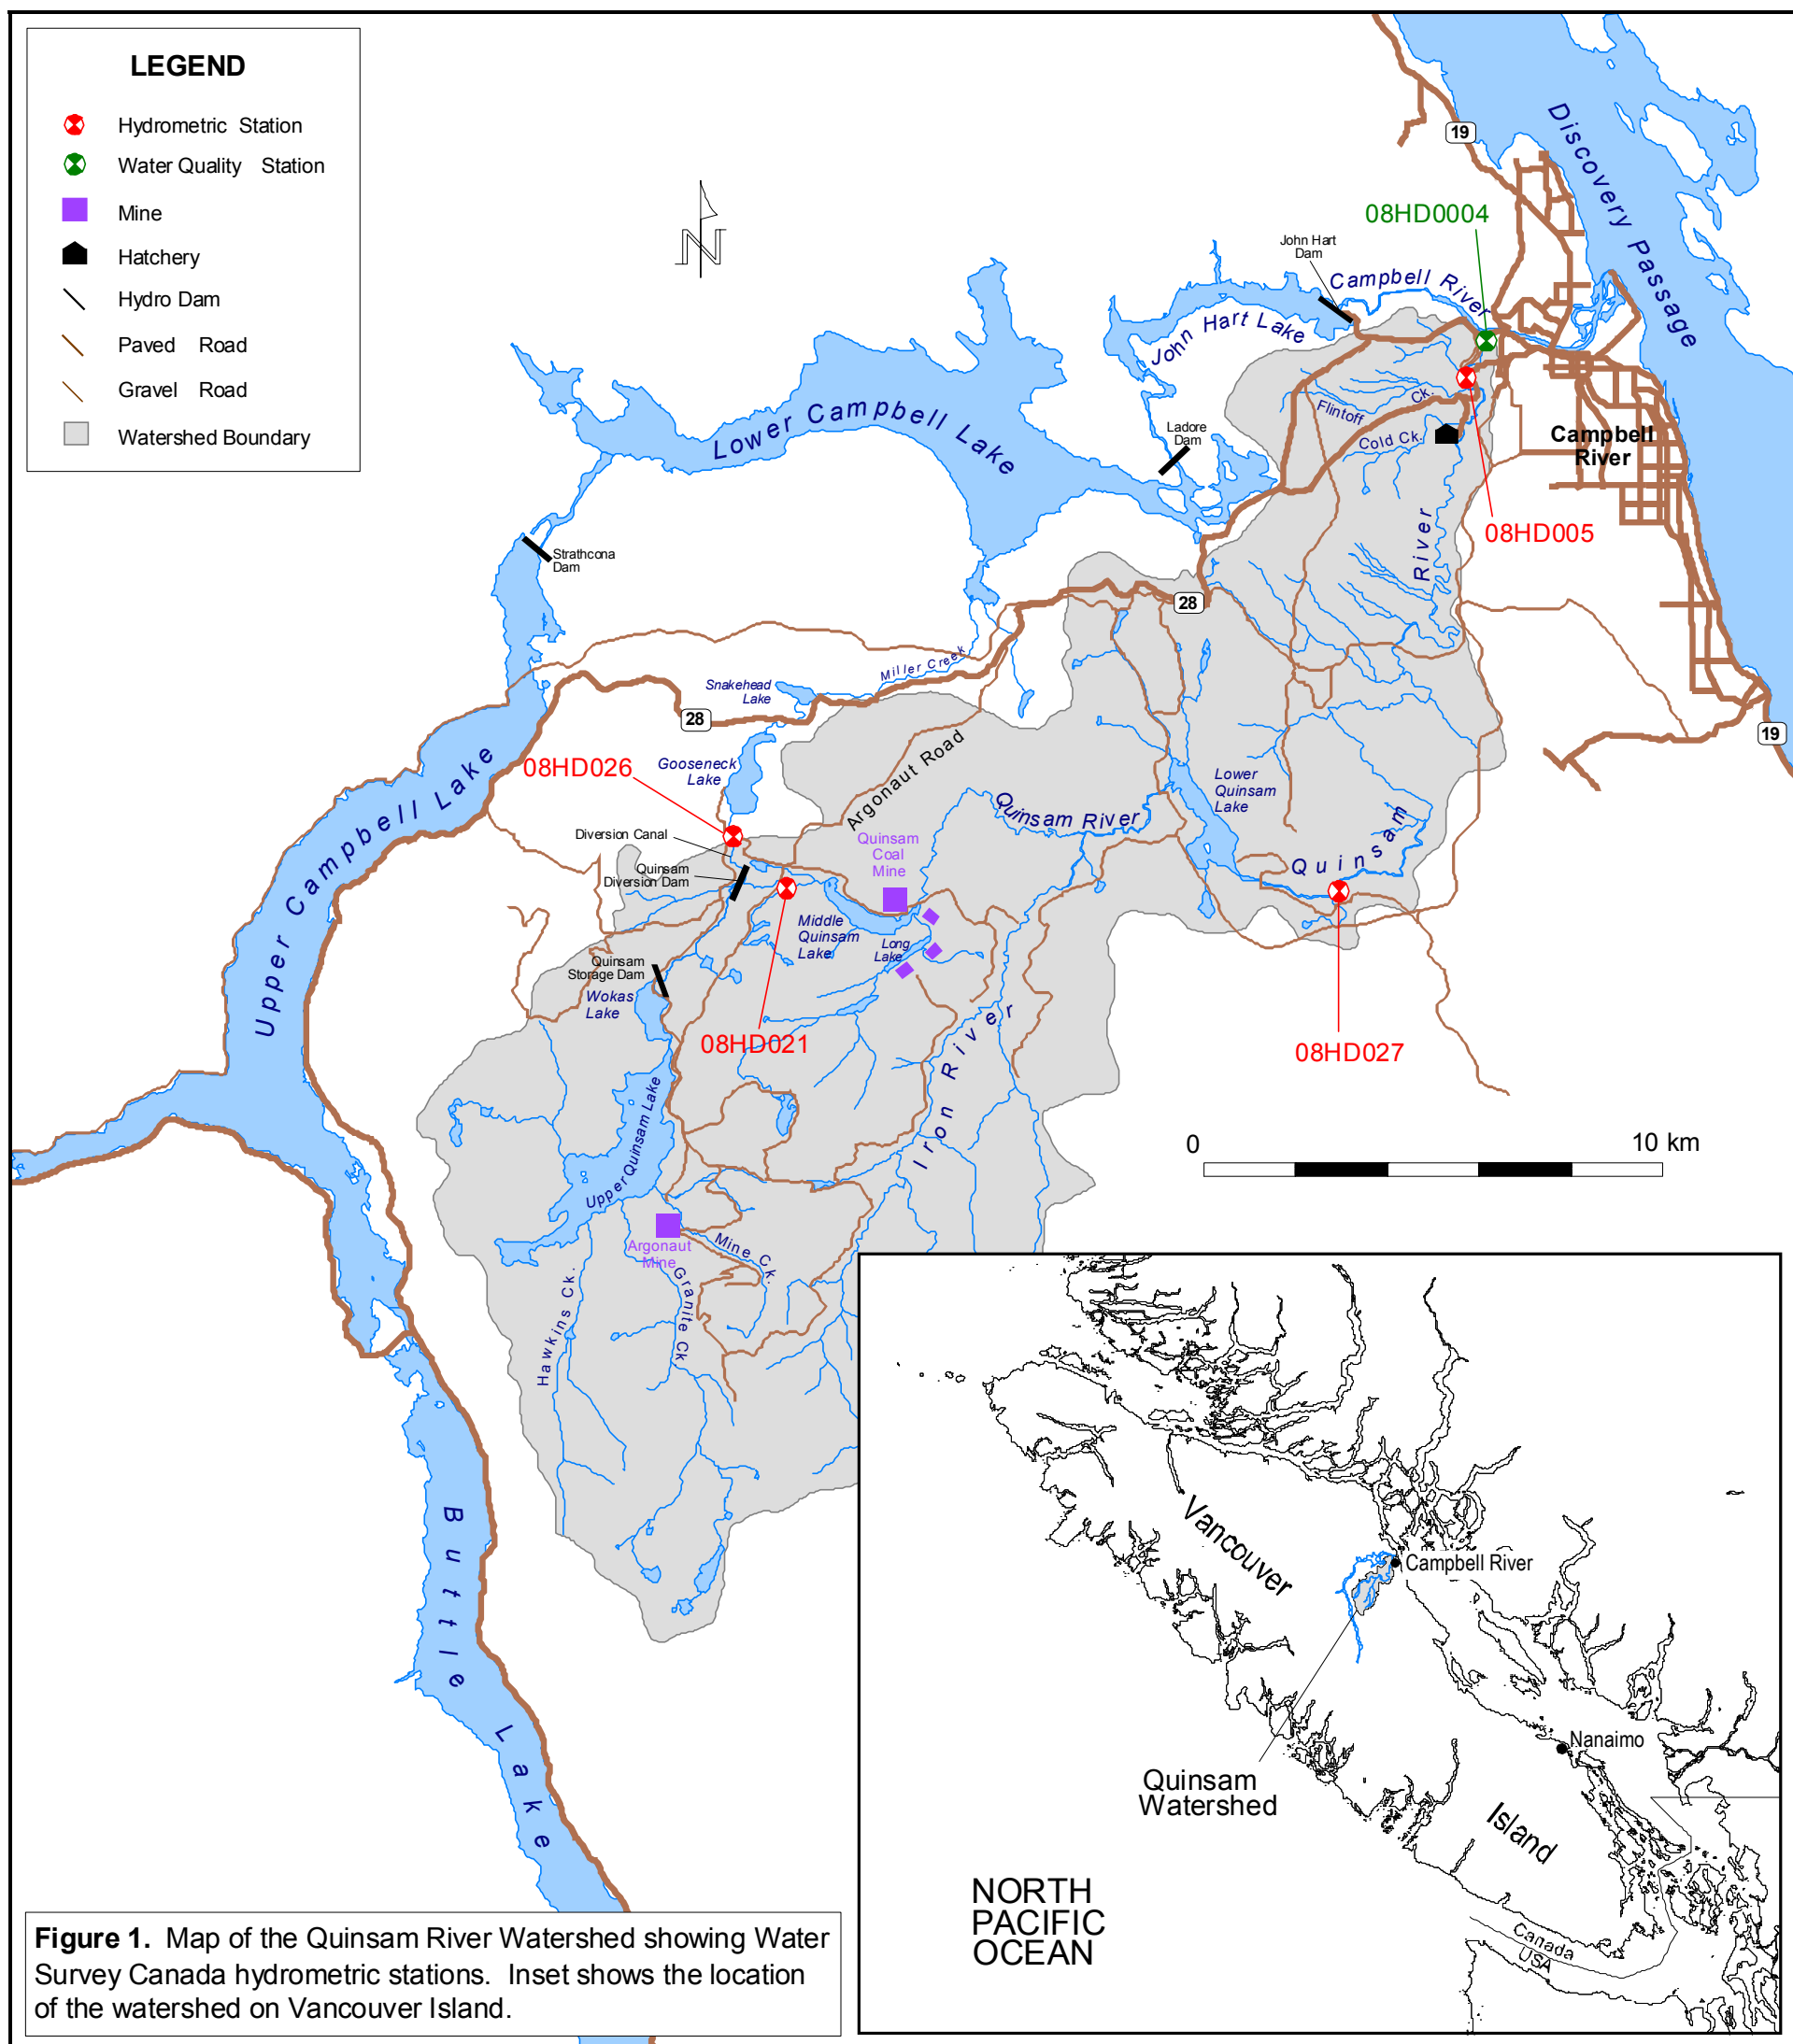 LEGEND
Hydrometric Station
Water Quality Station
Mine
Hatchery
Hydro Dam
Paved Road
Gravel Road
Watershed Boundary
N
19
Discovery Passage
08HD0004
John Hart
Dam
Campbell River
John Hart Lake
Lower Campbell Lake
Flintoff Ck.
Cold Ck.
Ladore
Dam
Campbell
River
08HD005
Strathcona
Dam
River
28
Miller Creek
Snakehead
Lake
28
19
Upper Campbell Lake
08HD026
Gooseneck
Lake
Argonaut Road
Lower
Quinsam
Lake
Quinsam River
Diversion Canal
Quinsam
Coal
Mine
Quinsam
Quinsam
Diversion Dam
Middle
Quinsam
Lake
Long
Lake
Quinsam
Storage Dam
Wokas
Lake
08HD021
08HD027
Iron River
Upper Quinsam Lake
0
10 km
Argonaut
Mine
Mine Ck.
Granite Ck
Hawkins Ck.
Buttle Lake
Vancouver
Campbell River
Nanaimo
Quinsam
Watershed
Island
NORTH
PACIFIC
OCEAN
Canada
USA
Figure 1. Map of the Quinsam River Watershed showing Water
Survey Canada hydrometric stations. Inset shows the location
of the watershed on Vancouver Island.